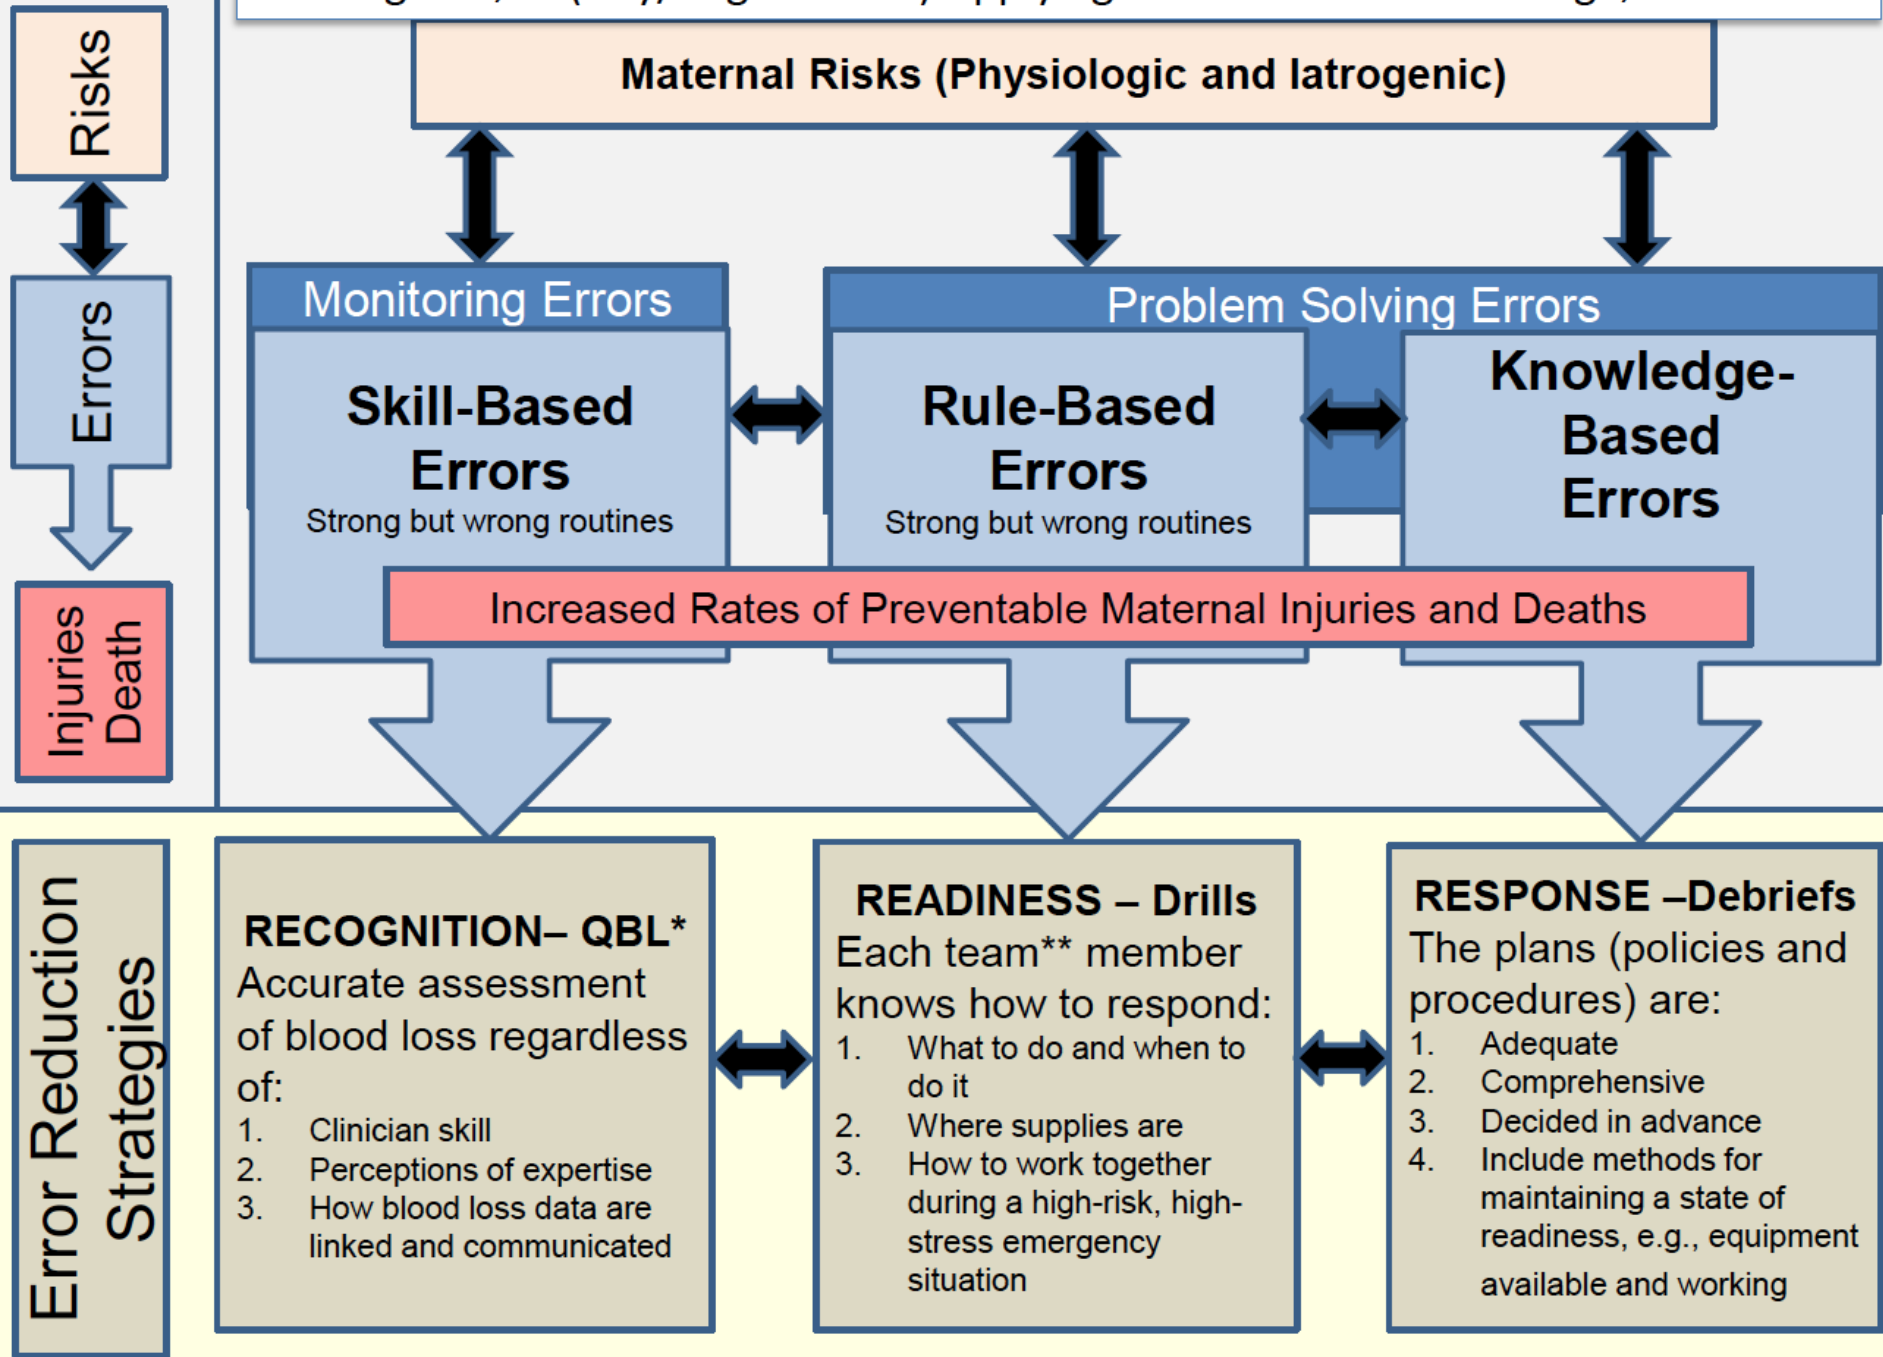 Risks
Maternal Risks (Physiologic and Iatrogenic)
Errors
Monitoring Errors
Problem Solving Errors
Skill-Based
Errors
Strong but wrong routines
Rule-Based
Errors
Strong but wrong routines
Knowledge-
Based
Errors
Increased Rates of Preventable Maternal Injuries and Deaths
Injuries
Death
Error Reduction
Strategies
RECOGNITION– QBL*
Accurate assessment
of blood loss regardless
of:
1. Clinician skill
2. Perceptions of expertise
3. How blood loss data are
linked and communicated
READINESS – Drills
Each team** member
knows how to respond:
1. What to do and when to
do it
2. Where supplies are
3. How to work together
during a high-risk, high-
stress emergency
situation
RESPONSE –Debriefs
The plans (policies and
procedures) are:
1. Adequate
2. Comprehensive
3. Decided in advance
4. Include methods for
maintaining a state of
readiness, e.g., equipment
available and working